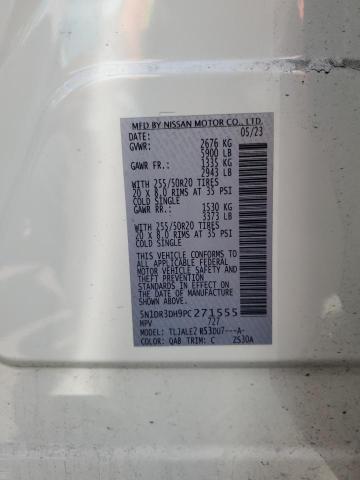 MFD BY NISSAN MOTOR CO., LTD.
DATE: 05/23
GVWR: 2676 KG
5900 LB
GAWR FR: 1335 KG
2943 LB
WITH 255/50R20 TIRES
20 X 8.0 RIMS AT 35 PSI
COLD SINGLE
GAWR RR: 1530 KG
3373 LB
WITH 255/50R20 TIRES
20 X 8.0 RIMS AT 35 PSI
COLD SINGLE
THIS VEHICLE CONFORMS TO ALL
APPLICABLE FEDERAL
MOTOR VEHICLE SAFETY AND THEFT
PREVENTION
STANDARDS IN EFFECT
ON THE DATE OF
MANUFACTURE SHOWN ABOVE.
5N1DR3DH9PC271555
MPV 727
MODEL: TLJALEZ R53DU7---A-
COLOR: QAB TRIM: C ZS30A